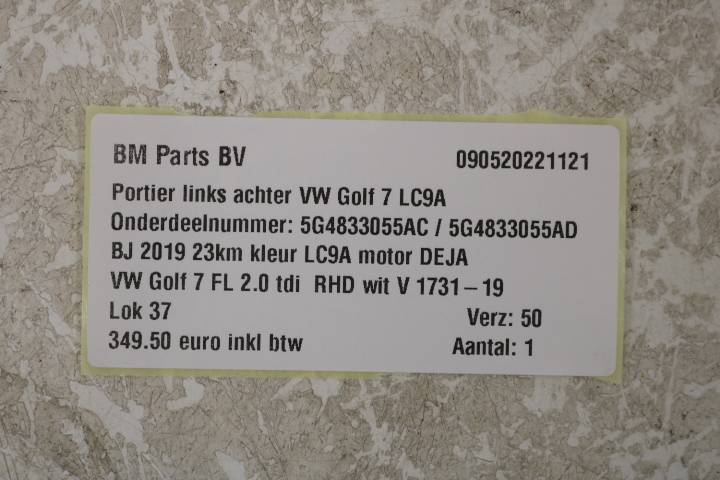 BM Parts BV 090520221121
Portier links achter VW Golf 7 LC9A
Onderdeelnummer: 5G4833055AC / 5G4833055AD
BJ 2019 23km kleur LC9A motor DEJA
VW Golf 7 FL 2.0 tdi RHD wit V 1731-19
Lok 37 Verz: 50
349.50 euro inkl btw Aantal: 1